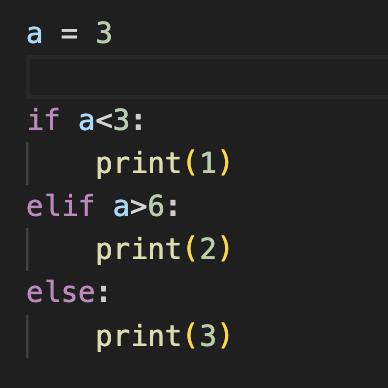 a = 3

if a<3:
    print(1)
elif a>6:
    print(2)
else:
    print(3)